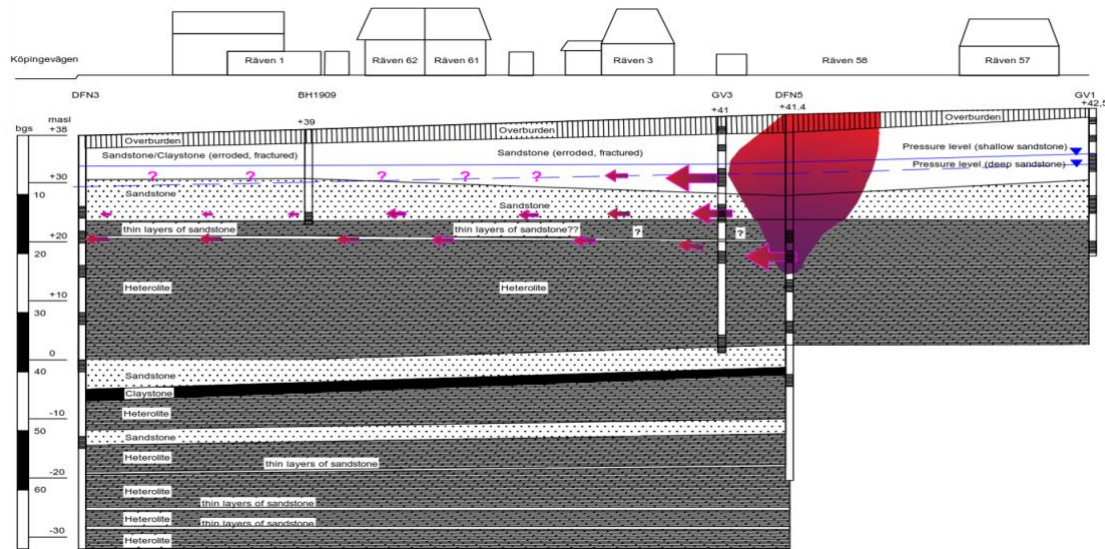 Köpingevägen
Räven 1
Räven 62
Räven 61
Räven 3
Räven 58
Räven 57
DFN3
BH1909
GV3
DFN5
GV1
+39
+41
+41.4
+42,5
bgs
masl
+38
Overburden
Overburden
Overburden
Sandstone/Claystone (erroded, fractured)
Sandstone (erroded, fractured)
Pressure level (shallow sandstone)
Pressure level (deep sandstone)
+30
? ? ? ? ?
10
Sandstone
Sandstone
thin layers of sandstone
thin layers of sandstone??
?
?
+20
20
Heterolite
Heterolite
+10
30
0
40
Sandstone
Claystone
Heterolite
-10
50
Sandstone
Heterolite
thin layers of sandstone
-20
60
Heterolite
thin layers of sandstone
Heterolite
thin layers of sandstone
-30
Heterolite